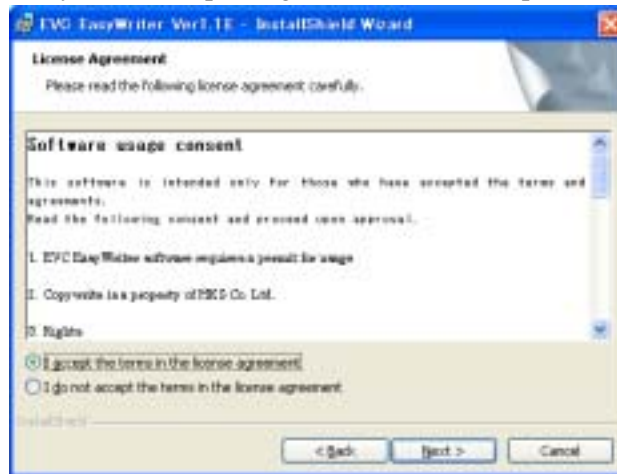 EVC EasyWriter Ver1.1E - InstallShield Wizard
License Agreement
Please read the following license agreement carefully.
Software usage consent
This software is intended only for those who have accepted the terms and
agreements.
Read the following consent and proceed upon approval.
1. EVC EasyWriter software requires a permit for usage
2. Copywrite is a property of HKS Co. Ltd.
3. Rights
I accept the terms in the license agreement
I do not accept the terms in the license agreement
InstallShield
< Back
Next >
Cancel